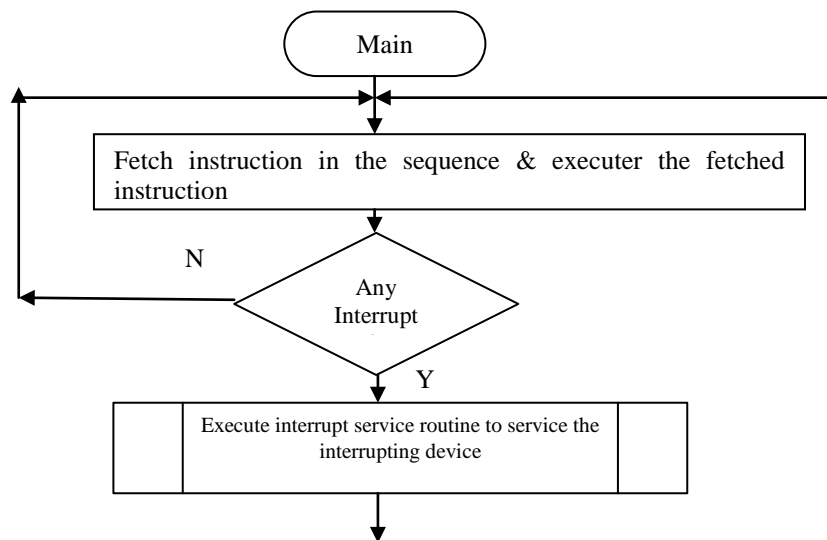 Main
Fetch instruction in the sequence & executer the fetched
instruction
N
Any
Interrupt
Y
Execute interrupt service routine to service the
interrupting device